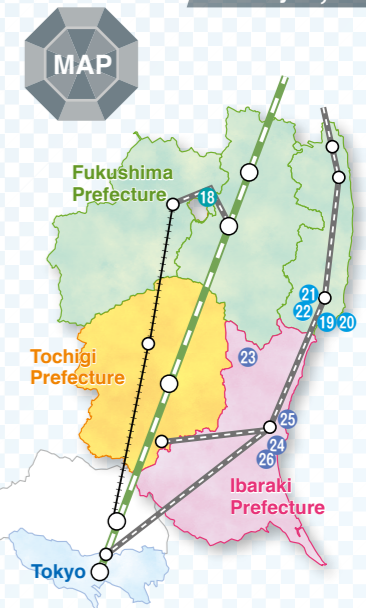 MAP
Fukushima
Prefecture
18
21
22
19
20
Tochigi
Prefecture
23
25
24
26
Ibaraki
Prefecture
Tokyo